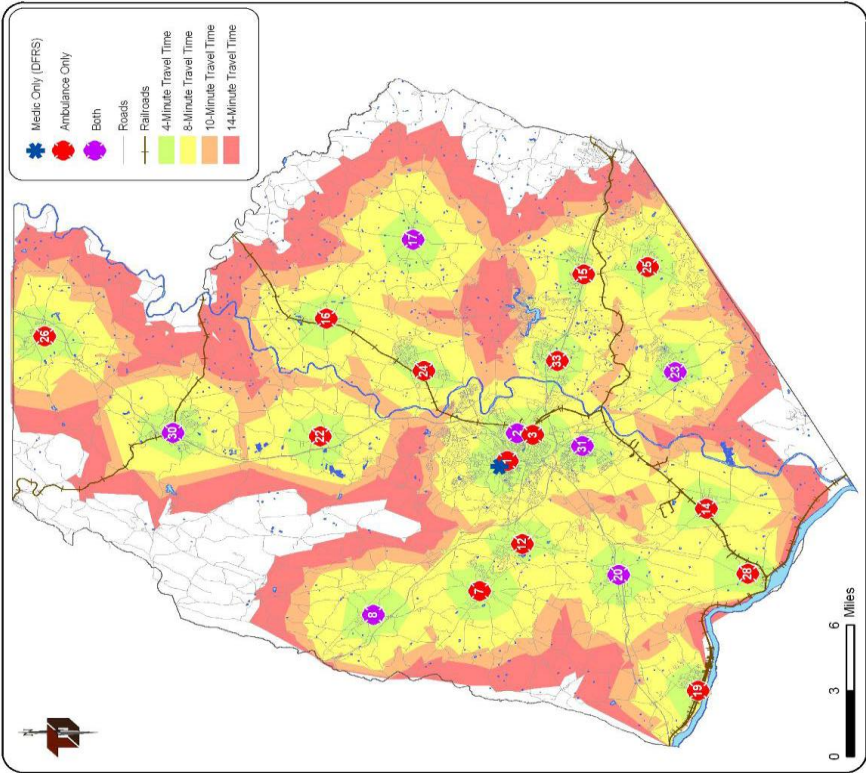 Medic Only (DFRS)
Ambulance Only
Both
Roads
Railroads
4-Minute Travel Time
8-Minute Travel Time
10-Minute Travel Time
14-Minute Travel Time
26
30
22
16
8
17
24
7
1
2
12
3
33
31
15
20
25
23
19
14
28
0 3 6
Miles